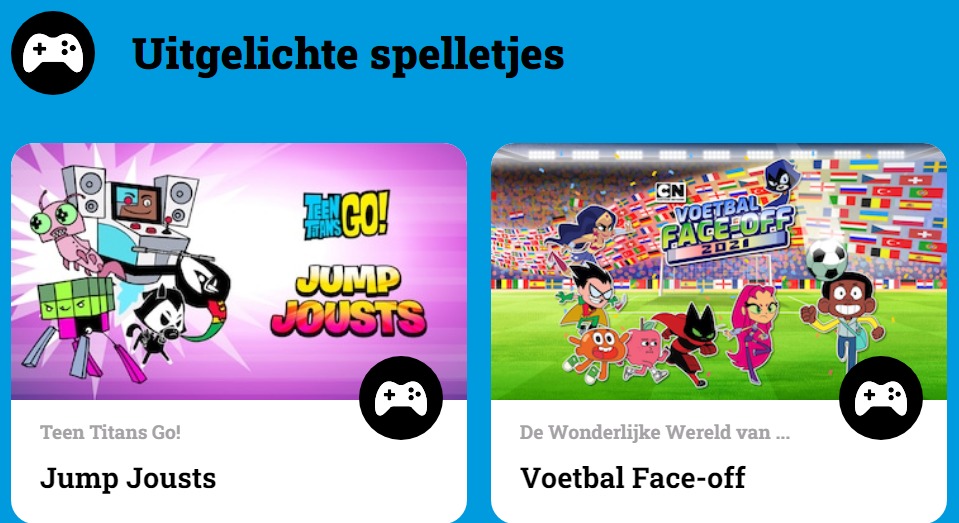 Uitgelichte spelletjes
TEEN
TITANS GO!
JUMP
JOUSTS
Teen Titans Go!
Jump Jousts
CN
VOETBAL
FACE-OFF
2021
De Wonderlijke Wereld van ...
Voetbal Face-off